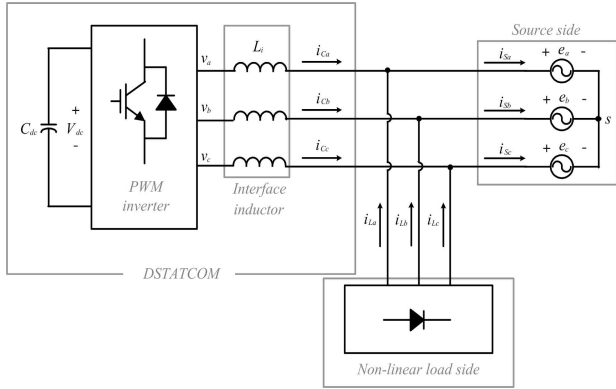 Source side
L_i
i_Ca
i_Sa
+ e_a -
v_a
C_dc
+
V_dc
-
v_b
i_Cb
i_Sb
+ e_b -
s
v_c
i_Cc
i_Sc
+ e_c -
PWM
inverter
Interface
inductor
i_La
i_Lb
i_Lc
DSTATCOM
Non-linear load side